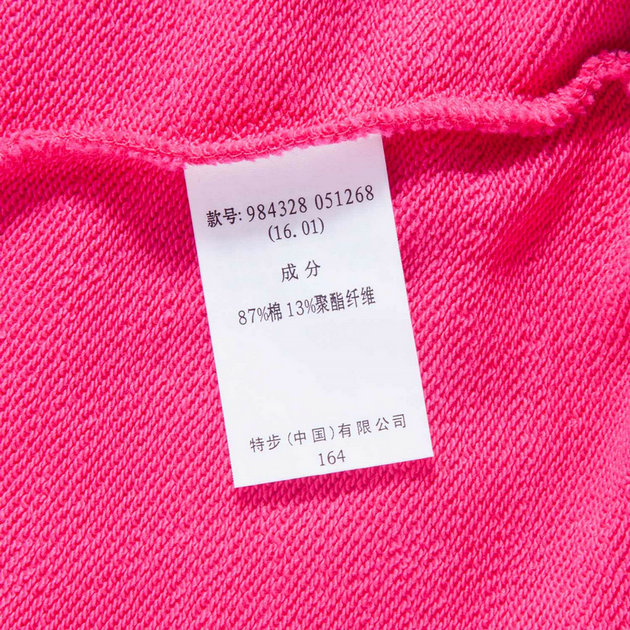 款号: 984328 051268
(16.01)
成分
87%棉 13%聚酯纤维
特步(中国)有限公司
164